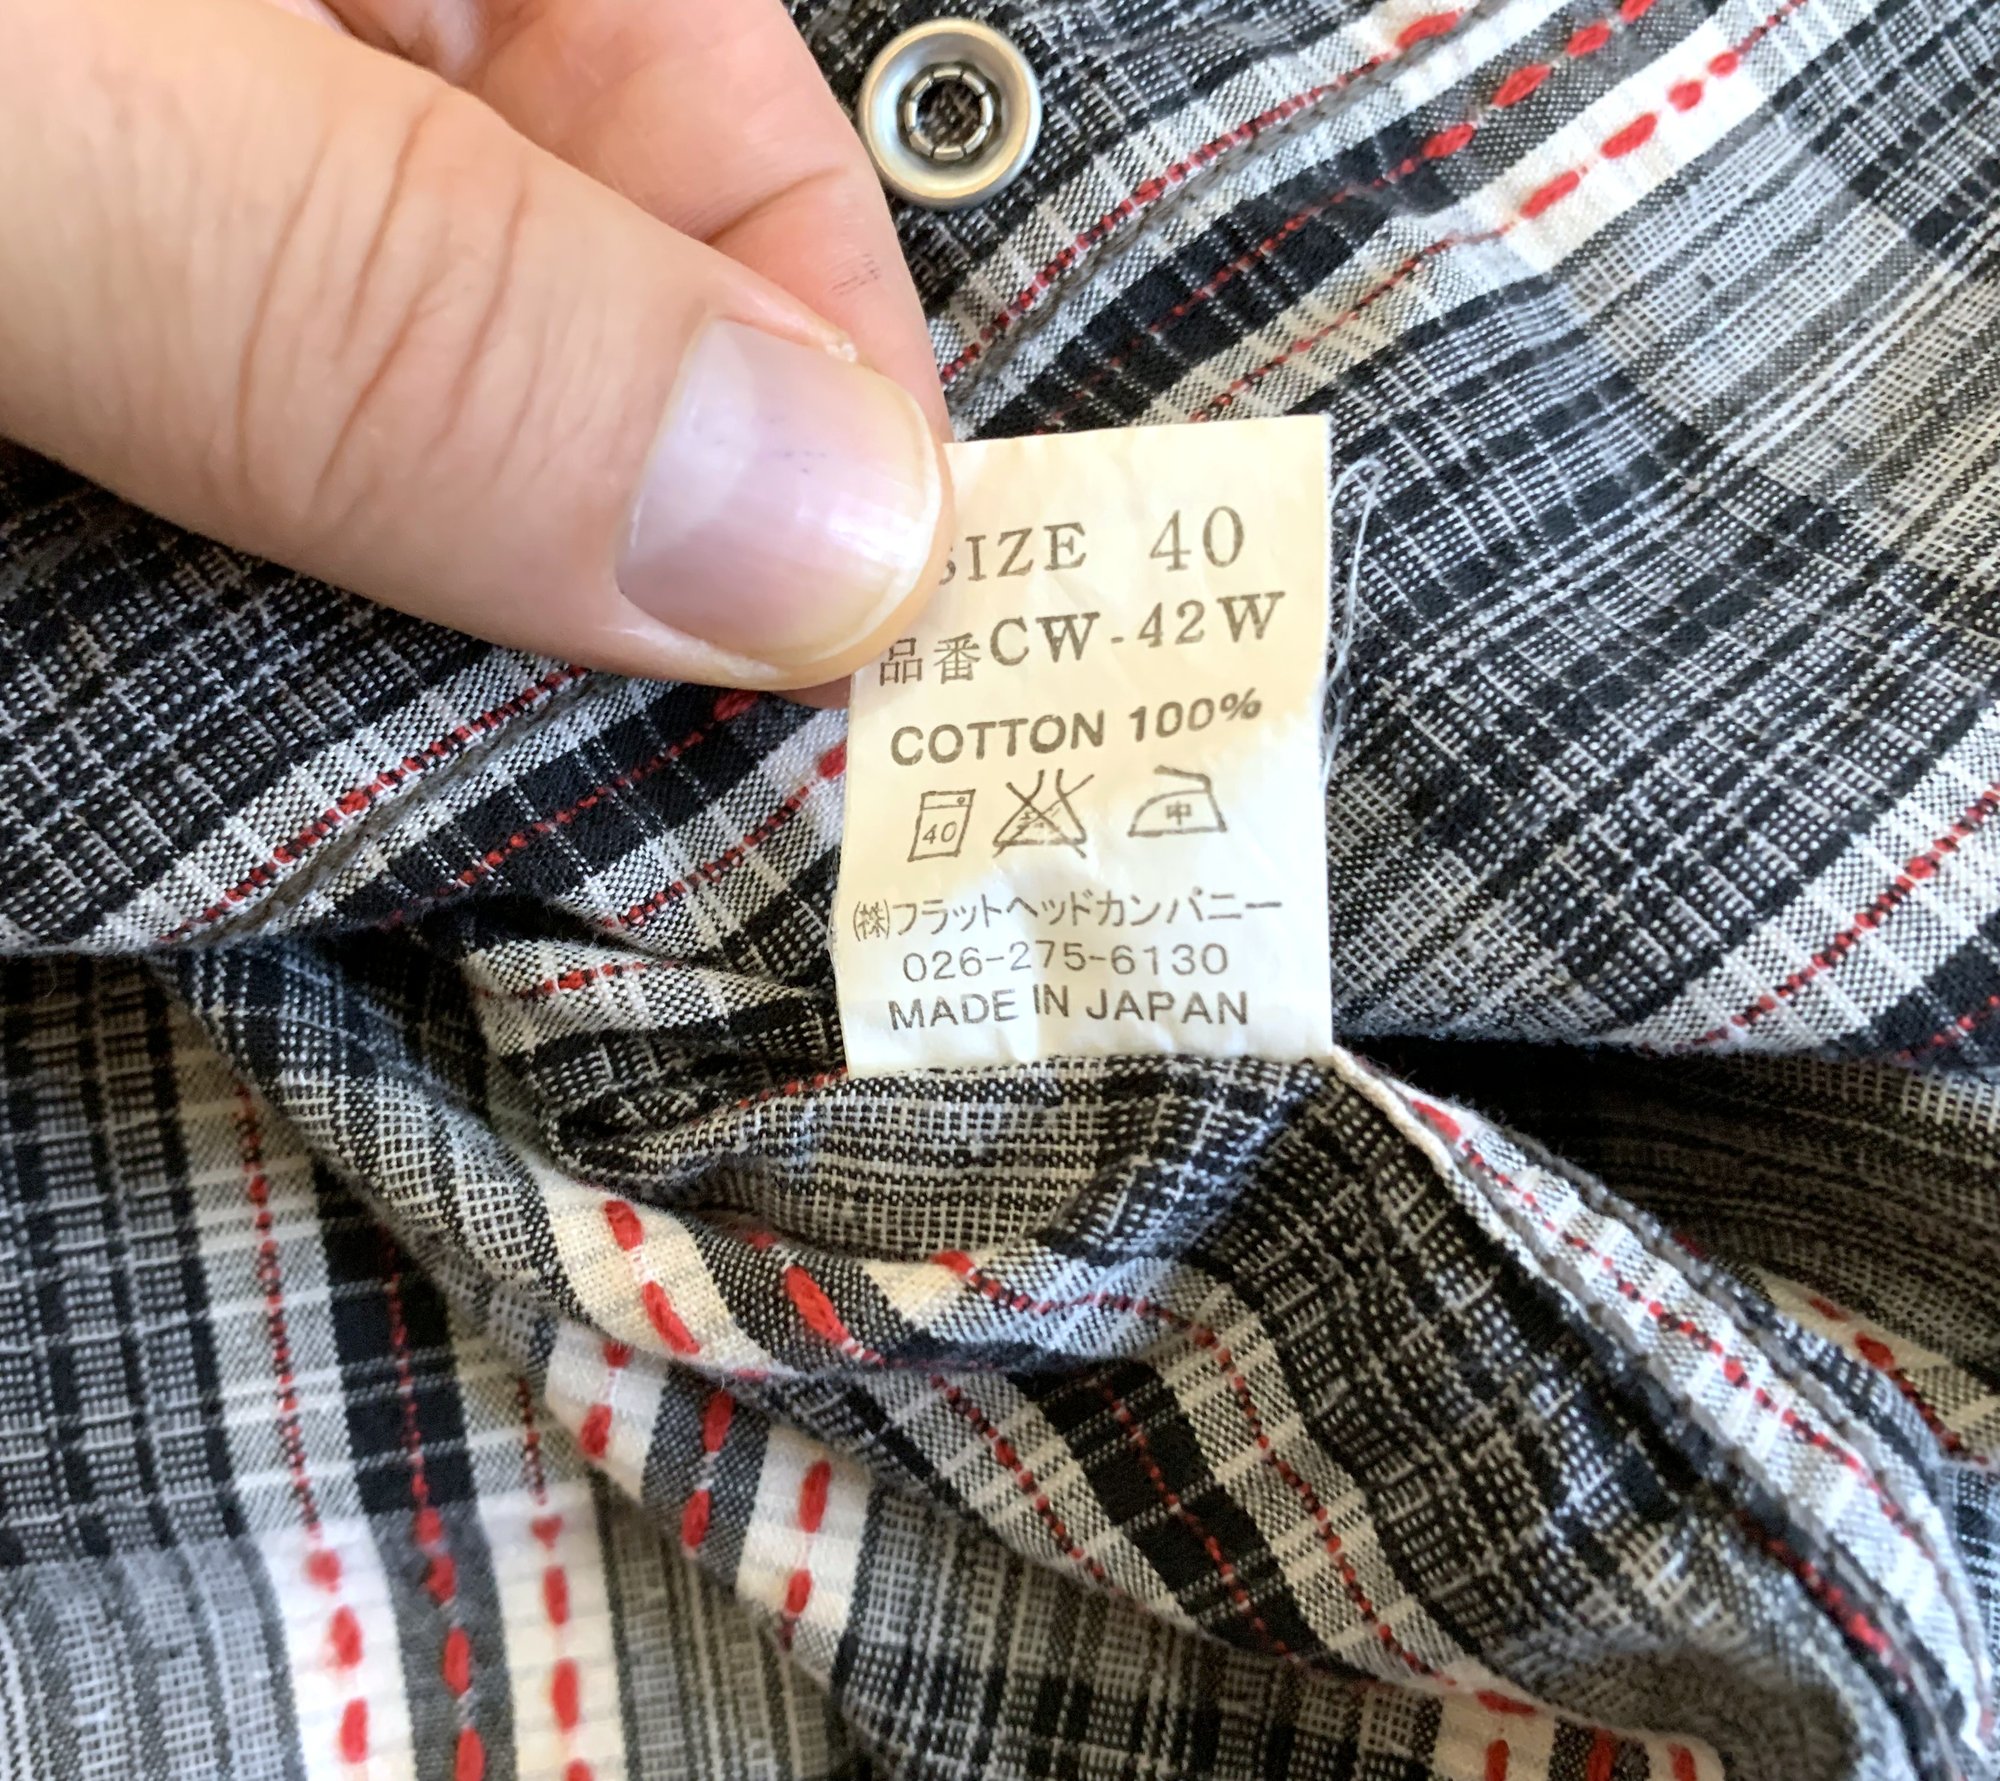 SIZE 40
品番CW-42W
COTTON 100%
40 中
㈱フラットヘッドカンパニー
026-275-6130
MADE IN JAPAN